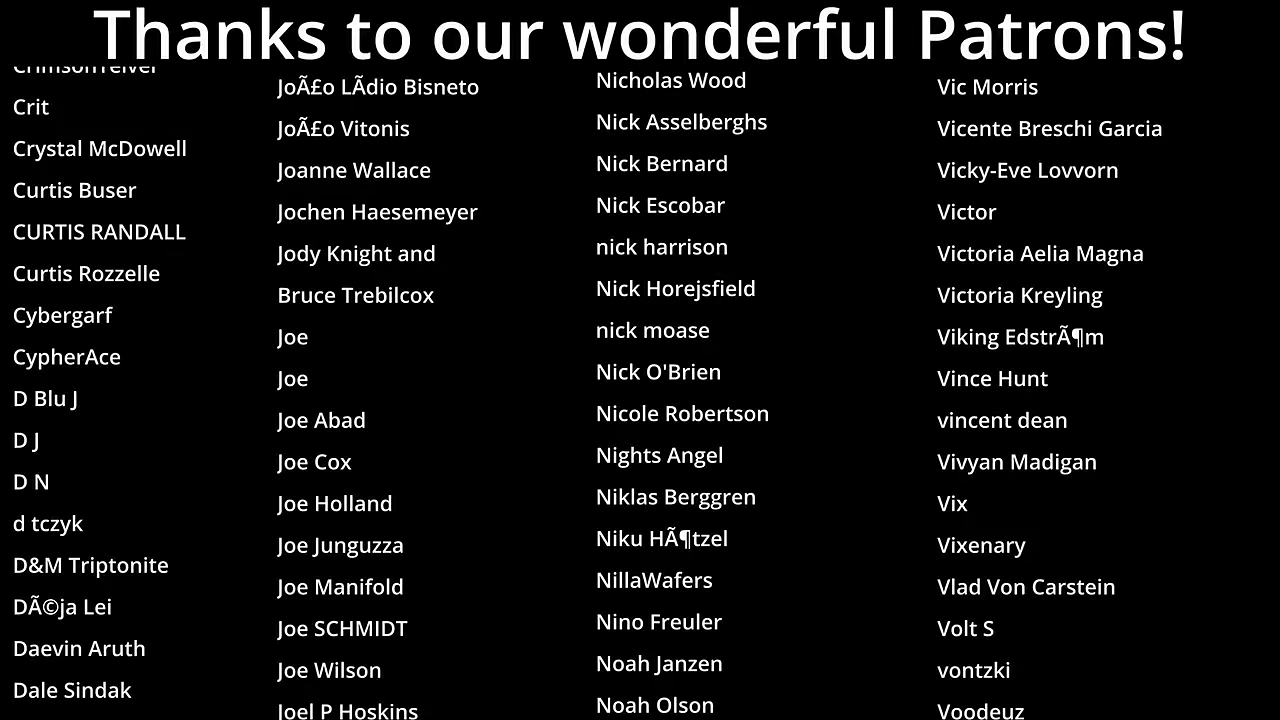 Thanks to our wonderful Patrons!
Crit
Crystal McDowell
Curtis Buser
CURTIS RANDALL
Curtis Rozzelle
Cybergarf
CypherAce
D Blu J
D J
D N
d tczyk
D&M Triptonite
DÃ©ja Lei
Daevin Aruth
Dale Sindak
JoÃ£o LÃdio Bisneto
JoÃ£o Vitonis
Joanne Wallace
Jochen Haesemeyer
Jody Knight and
Bruce Trebilcox
Joe
Joe
Joe Abad
Joe Cox
Joe Holland
Joe Junguzza
Joe Manifold
Joe SCHMIDT
Joe Wilson
Joel P Hoskins
Nicholas Wood
Nick Asselberghs
Nick Bernard
Nick Escobar
nick harrison
Nick Horejsfield
nick moase
Nick O'Brien
Nicole Robertson
Nights Angel
Niklas Berggren
Niku HÃ¶tzel
NillaWafers
Nino Freuler
Noah Janzen
Noah Olson
Vic Morris
Vicente Breschi Garcia
Vicky-Eve Lovvorn
Victor
Victoria Aelia Magna
Victoria Kreyling
Viking EdstrÃ¶m
Vince Hunt
vincent dean
Vivyan Madigan
Vix
Vixenary
Vlad Von Carstein
Volt S
vontzki
Voodeuz